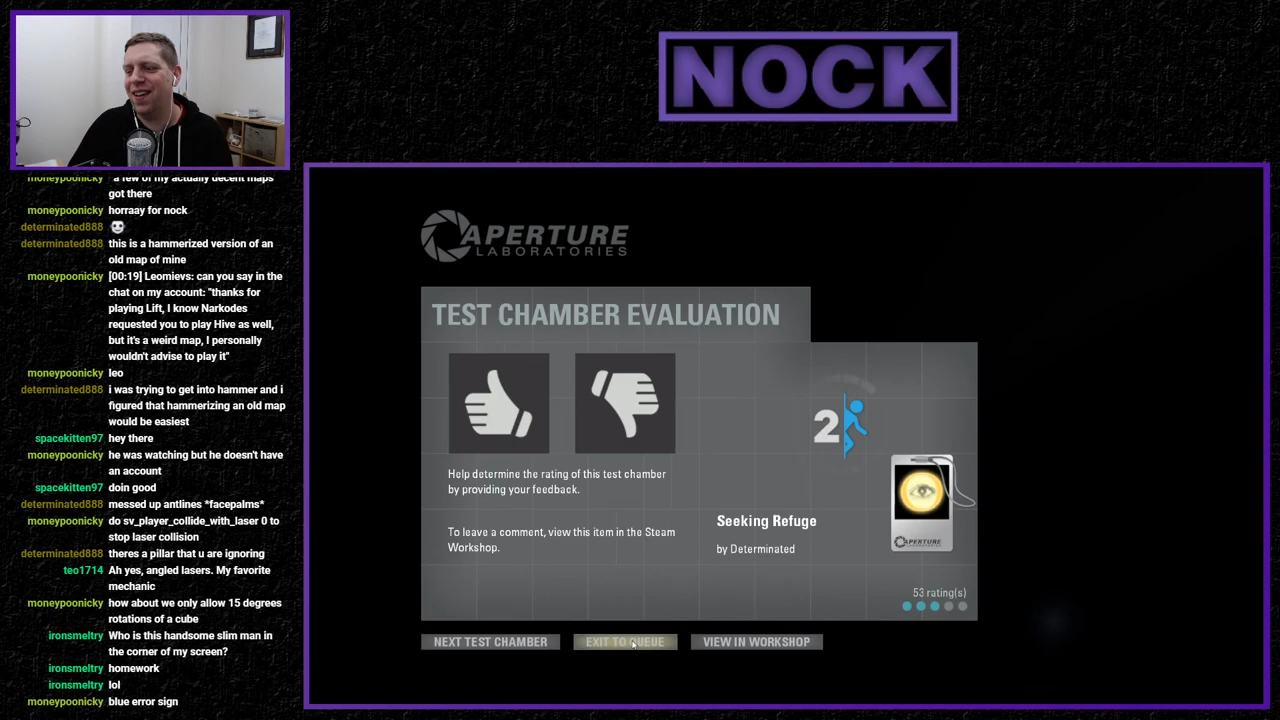 NOCK
moneypoonicky *a few of my actually decent maps
got there
moneypoonicky horraay for nock
determined888
determinated888 this is a hammerized version of an
old map of mine
moneypoonicky [00:19] Leomievs: can you say in the
chat on my account: "thanks for
playing Lift, I know Narkodes
requested you to play Hive as well,
but it's a weird map, I personally
wouldn't advise to play it"
moneypoonicky leo
determinated888 i was trying to get into hammer and i
figured that hammerizing an old map
would be easiest
spacekitten97 hey there
moneypoonicky he was watching but he doesn't have
an account
spacekitten97 doin good
determinated888 messed up antlines *facepalms*
moneypoonicky do sv_player_collide_with_laser 0 to
stop laser collision
determinated888 theres a pillar that u are ignoring
teo1714 Ah yes, angled lasers. My favorite
mechanic
moneypoonicky how about we only allow 15 degrees
rotations of a cube
ironsmeltry Who is this handsome slim man in
the corner of my screen?
ironsmeltry homework
ironsmeltry lol
moneypoonicky blue error sign
APERTURE
LABORATORIES
TEST CHAMBER EVALUATION
Help determine the rating of this test chamber
by providing your feedback.
To leave a comment, view this item in the Steam
Workshop.
2
Seeking Refuge
by Determinated
APERTURE
53 rating(s)
NEXT TEST CHAMBER
EXIT TO QUEUE
VIEW IN WORKSHOP